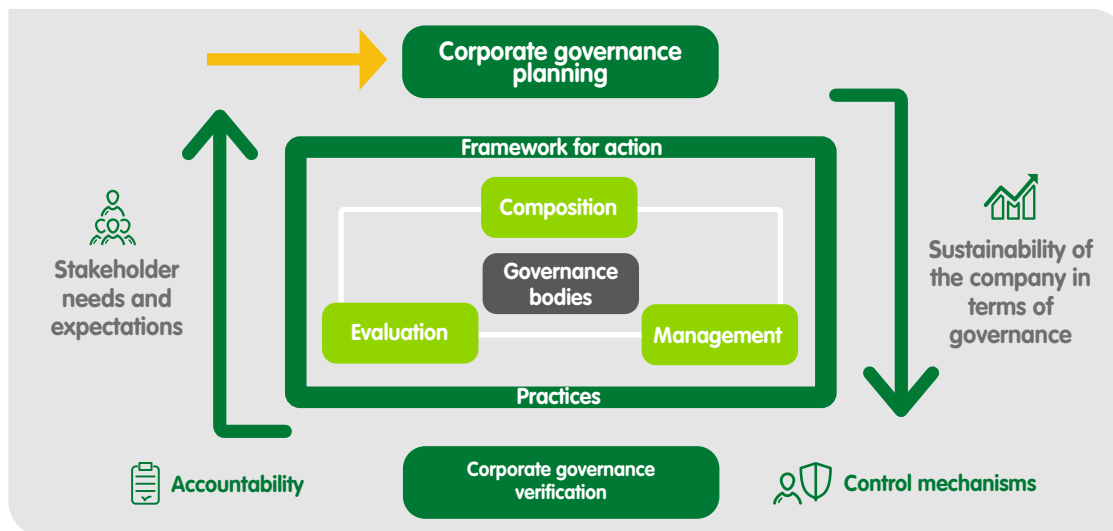 Corporate governance
planning
Framework for action
Composition
Governance
bodies
Evaluation
Management
Practices
Stakeholder
needs and
expectations
Sustainability of
the company in
terms of
governance
Accountability
Corporate governance
verification
Control mechanisms